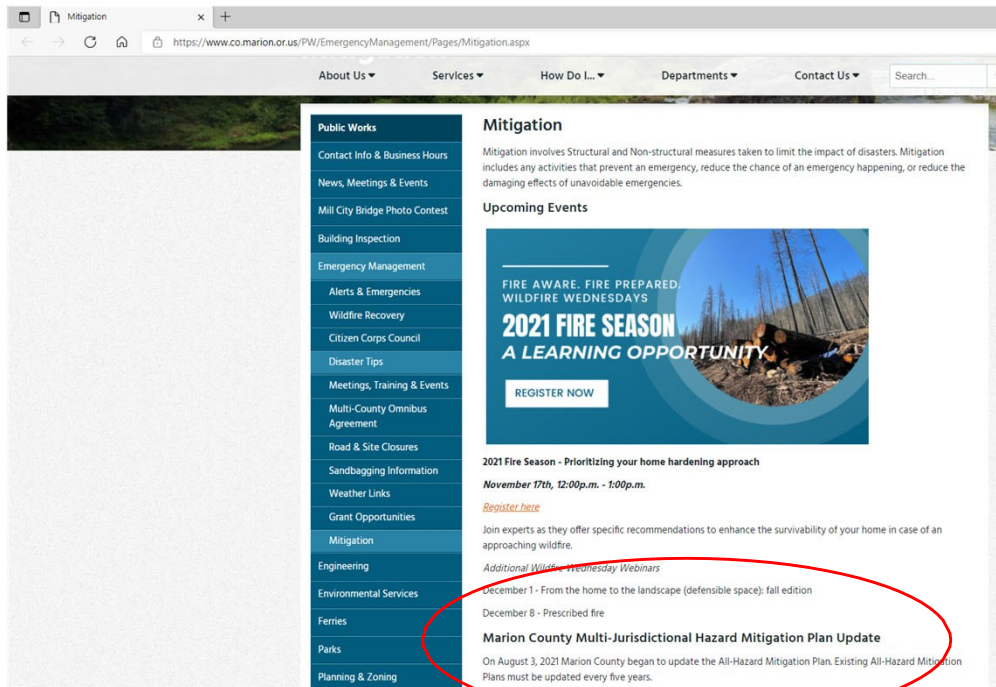 Mitigation
https://www.co.marion.or.us/PW/EmergencyManagement/Pages/Mitigation.aspx
About Us
Services
How Do I...
Departments
Contact Us
Search...
Public Works
Contact Info & Business Hours
News, Meetings & Events
Mill City Bridge Photo Contest
Building Inspection
Emergency Management
Alerts & Emergencies
Wildfire Recovery
Citizen Corps Council
Disaster Tips
Meetings, Training & Events
Multi-County Omnibus
Agreement
Road & Site Closures
Sandbagging Information
Weather Links
Grant Opportunities
Mitigation
Engineering
Environmental Services
Ferries
Parks
Planning & Zoning
Mitigation
Mitigation involves Structural and Non-structural measures taken to limit the impact of disasters. Mitigation
includes any activities that prevent an emergency, reduce the chance of an emergency happening, or reduce the
damaging effects of unavoidable emergencies.
Upcoming Events
FIRE AWARE. FIRE PREPARED.
WILDFIRE WEDNESDAYS
2021 FIRE SEASON
A LEARNING OPPORTUNITY
REGISTER NOW
2021 Fire Season - Prioritizing your home hardening approach
November 17th, 12:00p.m. - 1:00p.m.
Register here
Join experts as they offer specific recommendations to enhance the survivability of your home in case of an
approaching wildfire.
Additional Wildfire Wednesday Webinars
December 1 - From the home to the landscape (defensible space): fall edition
December 8 - Prescribed fire
Marion County Multi-Jurisdictional Hazard Mitigation Plan Update
On August 3, 2021 Marion County began to update the All-Hazard Mitigation Plan. Existing All-Hazard Mitigation
Plans must be updated every five years.